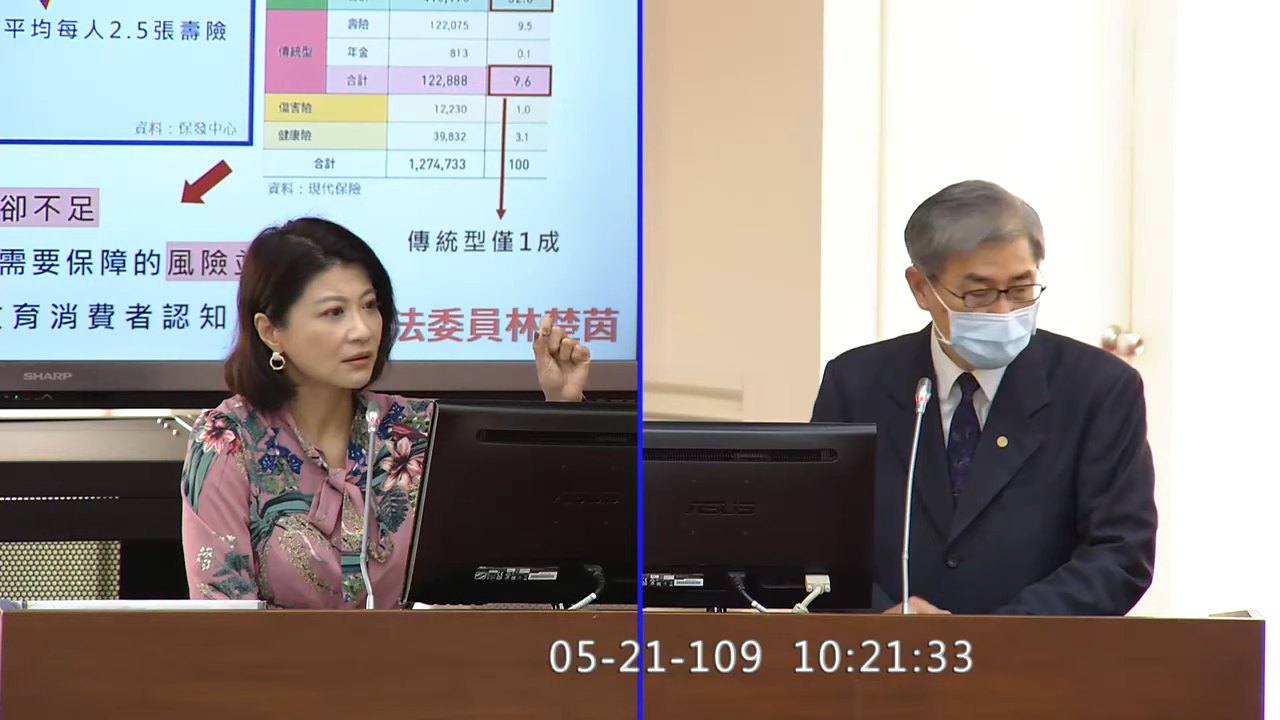 平均每人2.5張壽險
資料：保發中心
卻不足
需要保障的風險
育消費者認知
傳統型
壽險 122,075 9.5
年金 813 0.1
合計 122,888 9.6
傷害險 12,230 1.0
健康險 39,832 3.1
合計 1,274,733 100
資料：現代保險
傳統型僅1成
法委員林楚茵
SHARP
ASUS
ASUS
05-21-109 10:21:33